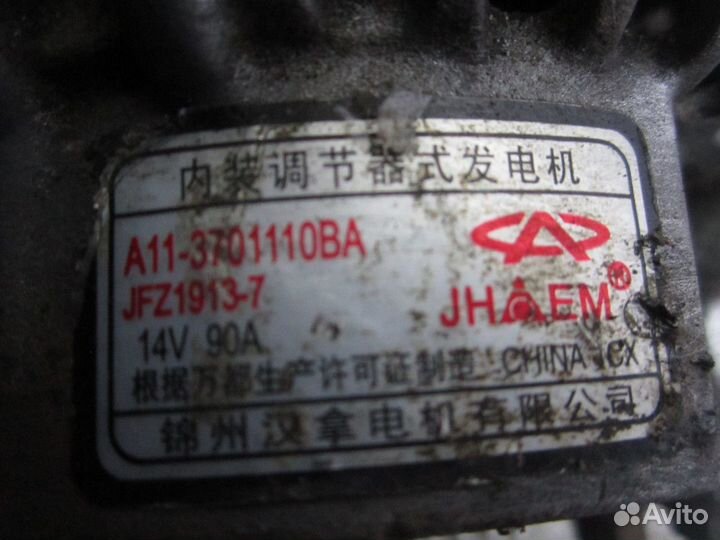 内装调节器式发电机
A11-3701110BA
JFZ1913-7
JHAEM®
14V 90A
根据万都生产许可证制造 CHINA CX
锦州汉拿电机有限公司
Avito